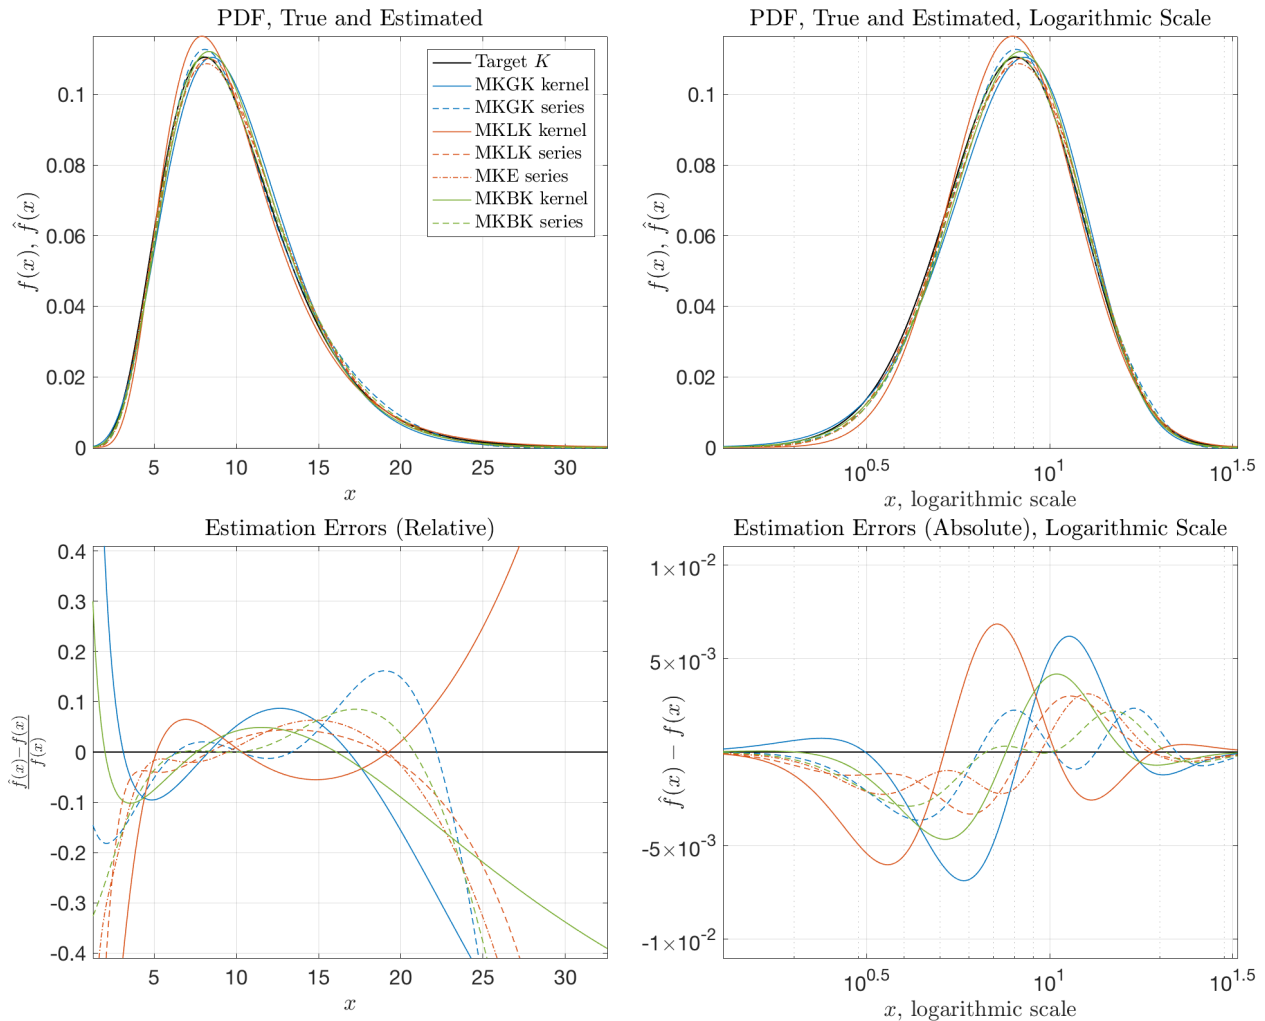 PDF, True and Estimated
f(x), f̂(x)
0.1
0.08
0.06
0.04
0.02
0
5
10
15
20
25
30
x
Target K
MKGK kernel
MKGK series
MKLK kernel
MKLK series
MKE series
MKBK kernel
MKBK series
PDF, True and Estimated, Logarithmic Scale
f(x), f̂(x)
0.1
0.08
0.06
0.04
0.02
0
10^0.5
10^1
10^1.5
x, logarithmic scale
Estimation Errors (Relative)
f̂(x)−f(x)
f(x)
0.4
0.3
0.2
0.1
0
-0.1
-0.2
-0.3
-0.4
5
10
15
20
25
30
x
Estimation Errors (Absolute), Logarithmic Scale
f̂(x) − f(x)
1×10^-2
5×10^-3
0
-5×10^-3
-1×10^-2
10^0.5
10^1
10^1.5
x, logarithmic scale